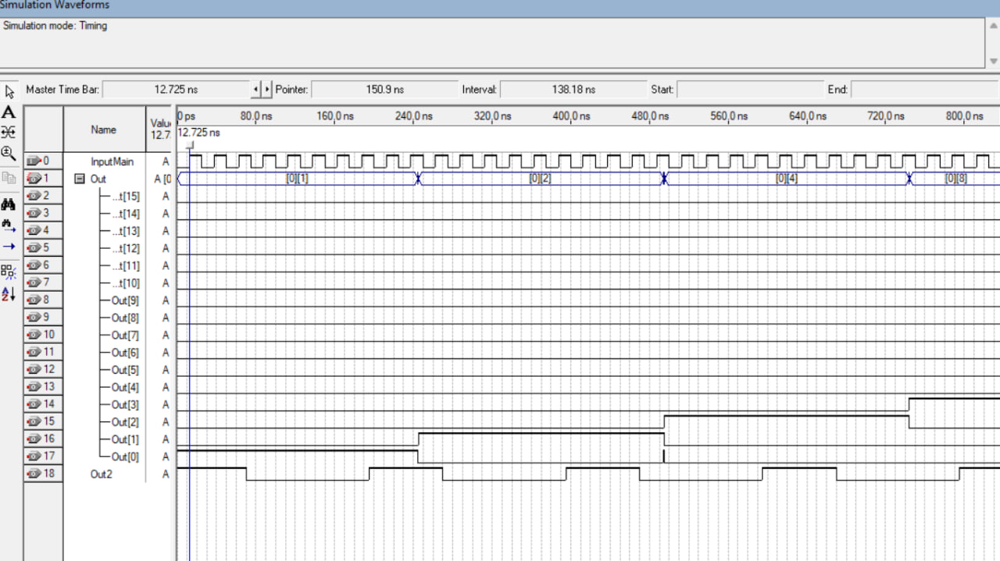 Simulation Waveforms
Simulation mode: Timing
Master Time Bar: 12.725 ns Pointer: 150.9 ns Interval: 138.18 ns Start: End:
Name Valu 12.7
0 ps 80.0 ns 160.0 ns 240.0 ns 320.0 ns 400.0 ns 480.0 ns 560.0 ns 640.0 ns 720.0 ns 800.0 ns
12.725 ns
0 InputMain A
1 Out A [0 [0][1] [0][2] [0][4] [0][8]
2 ...t[15] A
3 ...t[14] A
4 ...t[13] A
5 ...t[12] A
6 ...t[11] A
7 ...t[10] A
8 Out[9] A
9 Out[8] A
10 Out[7] A
11 Out[6] A
12 Out[5] A
13 Out[4] A
14 Out[3] A
15 Out[2] A
16 Out[1] A
17 Out[0] A
18 Out2 A